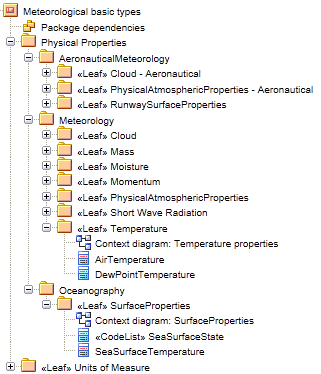 Meteorological basic types
Package dependencies
Physical Properties
AeronauticalMeteorology
«Leaf» Cloud - Aeronautical
«Leaf» PhysicalAtmosphericProperties - Aeronautical
«Leaf» RunwaySurfaceProperties
Meteorology
«Leaf» Cloud
«Leaf» Mass
«Leaf» Moisture
«Leaf» Momentum
«Leaf» PhysicalAtmosphericProperties
«Leaf» Short Wave Radiation
«Leaf» Temperature
Context diagram: Temperature properties
AirTemperature
DewPointTemperature
Oceanography
«Leaf» SurfaceProperties
Context diagram: SurfaceProperties
«CodeList» SeaSurfaceState
SeaSurfaceTemperature
«Leaf» Units of Measure